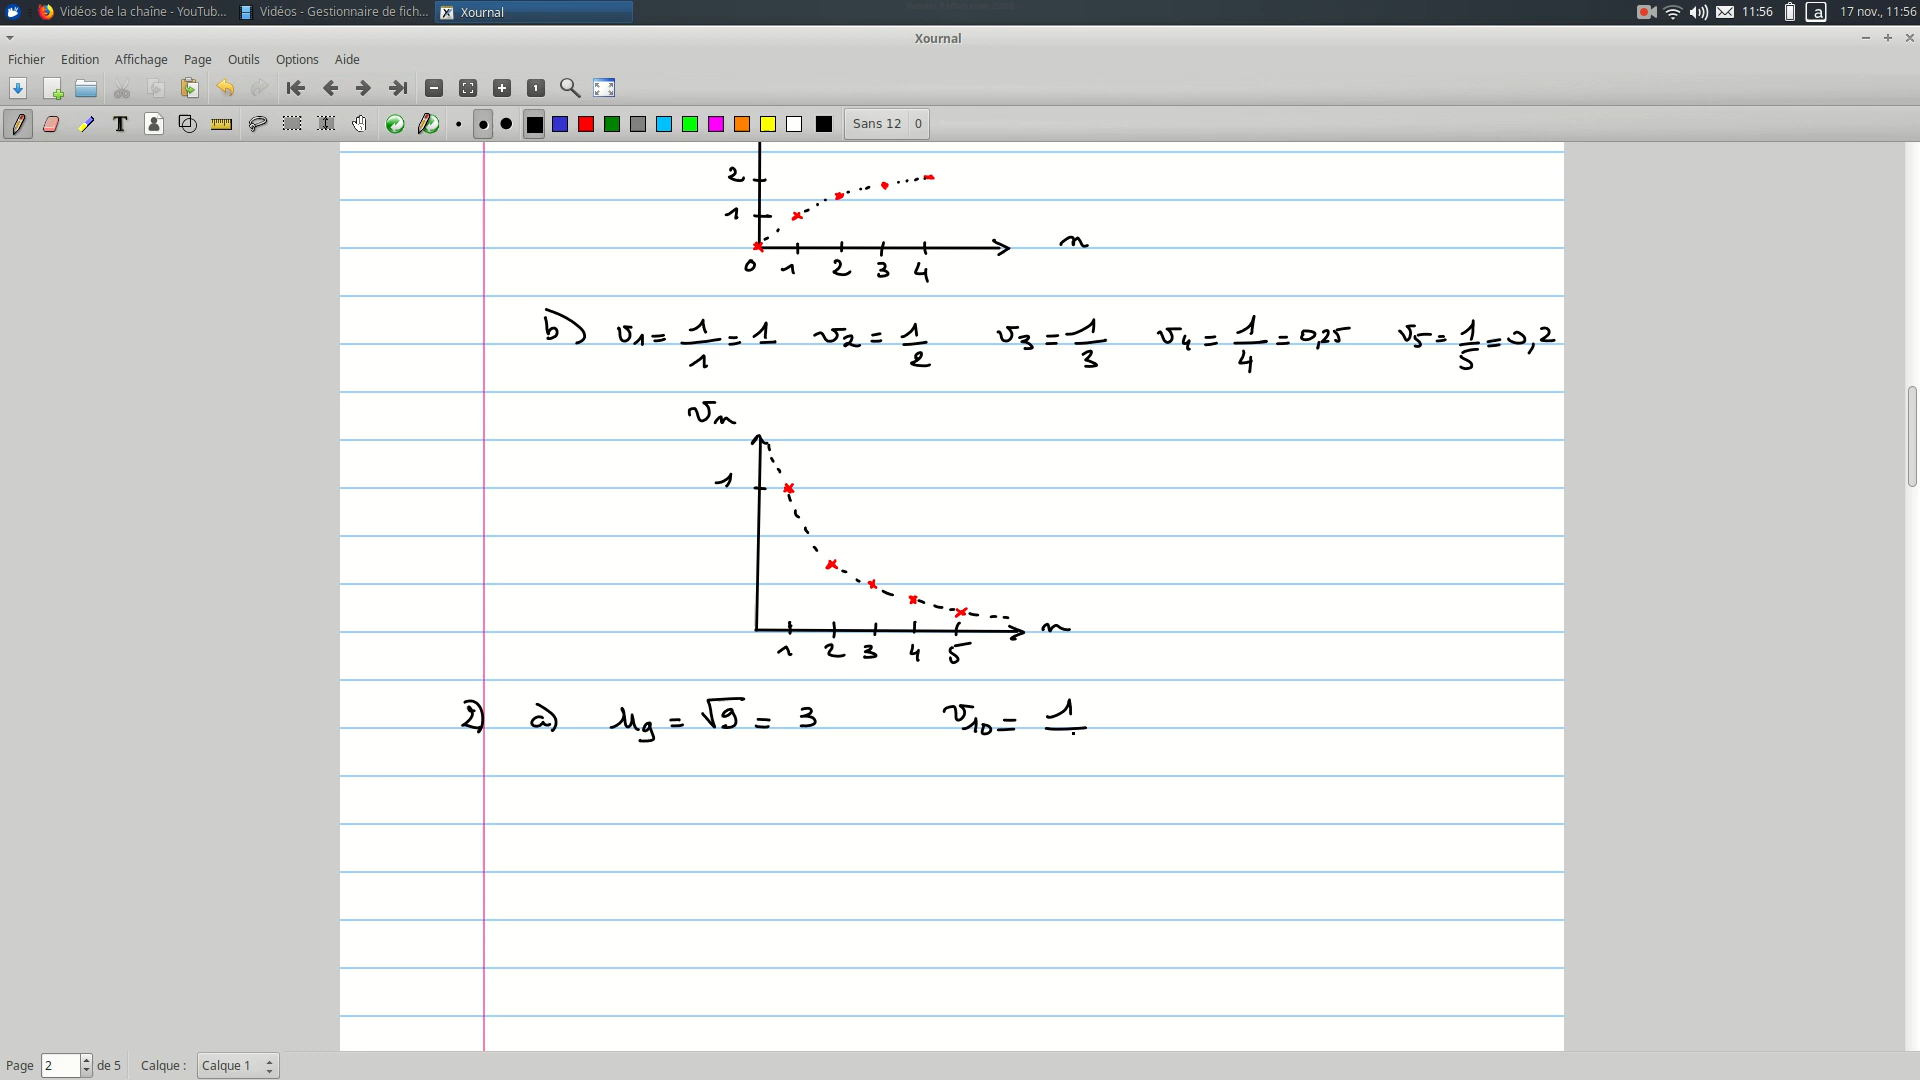 Vidéos de la chaîne - YouTub... Vidéos - Gestionnaire de fich... Xournal 11:56 a 17 nov., 11:56
Xournal
Fichier Edition Affichage Page Outils Options Aide
T Sans 12 0
2
1
n
0 1 2 3 4
b) v₁ = 1/1 = 1 v₂ = 1/2 v₃ = 1/3 v₄ = 1/4 = 0,25 v₅ = 1/5 = 0,2
vₙ
1
n
1 2 3 4 5
2) a) u₉ = √9 = 3 v₁₀ = 1/
Page 2 de 5 Calque : Calque 1